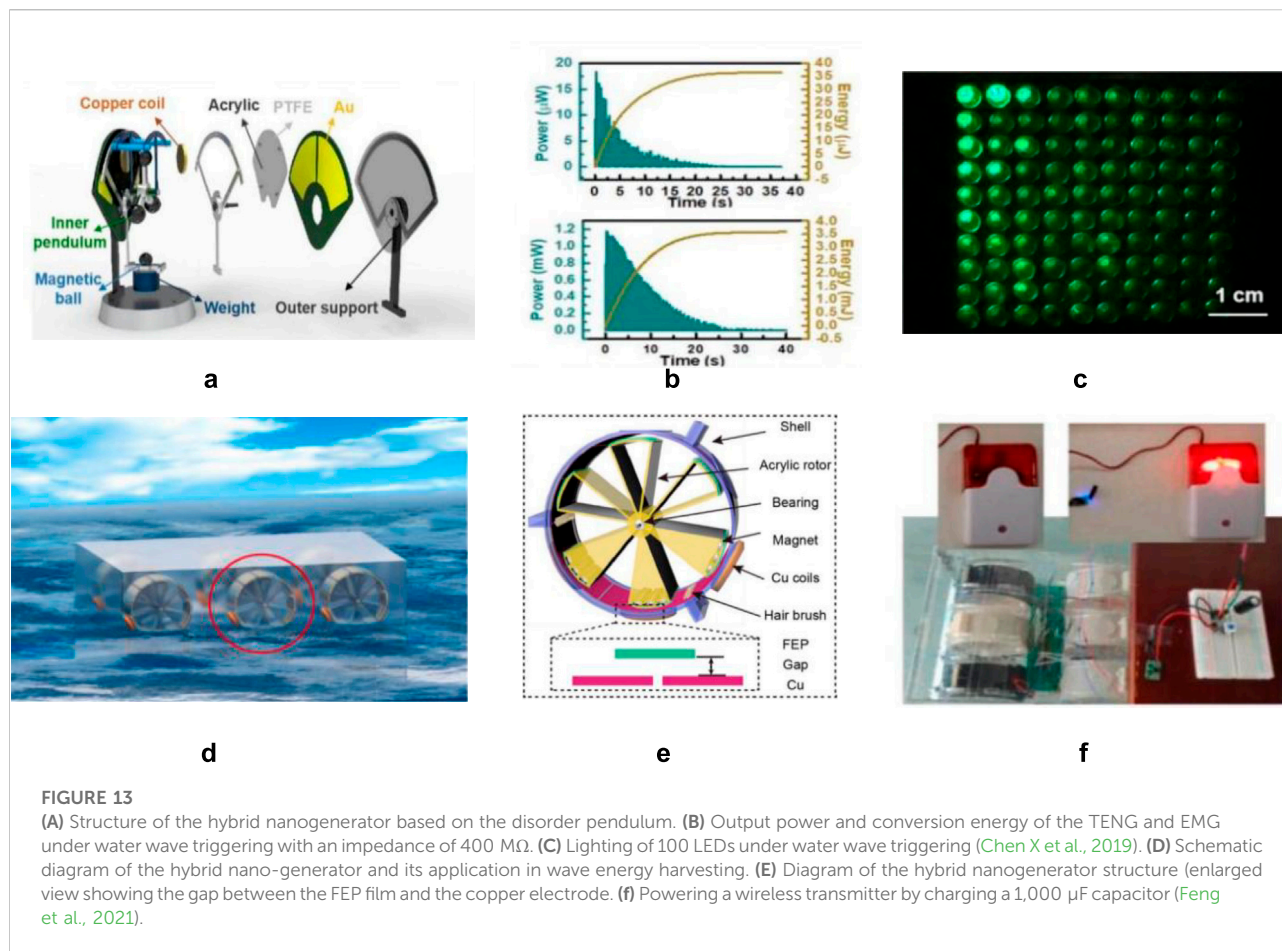 Copper coil
Acrylic
PTFE
Au
Inner
pendulum
Magnetic
ball
Weight
Outer support
a
20
15
10
5
0
Power (µW)
40
35
30
25
20
15
10
5
0
-5
Energy (µJ)
0 5 10 15 20 25 30 35 40
Time (s)
1.2
0.9
0.6
0.4
0.2
0.0
Power (mW)
4.0
3.5
3.0
2.5
2.0
1.5
1.0
0.5
0.0
-0.5
Energy (mJ)
0 5 10 15 20 25 30 35 40
Time (s)
b
1 cm
c
d
Shell
Acrylic rotor
Bearing
Magnet
Cu coils
Hair brush
FEP
Gap
Cu
e
f
FIGURE 13
(A) Structure of the hybrid nanogenerator based on the disorder pendulum. (B) Output power and conversion energy of the TENG and EMG
under water wave triggering with an impedance of 400 MΩ. (C) Lighting of 100 LEDs under water wave triggering (Chen X et al., 2019). (D) Schematic
diagram of the hybrid nano-generator and its application in wave energy harvesting. (E) Diagram of the hybrid nanogenerator structure (enlarged
view showing the gap between the FEP film and the copper electrode. (f) Powering a wireless transmitter by charging a 1,000 µF capacitor (Feng
et al., 2021).